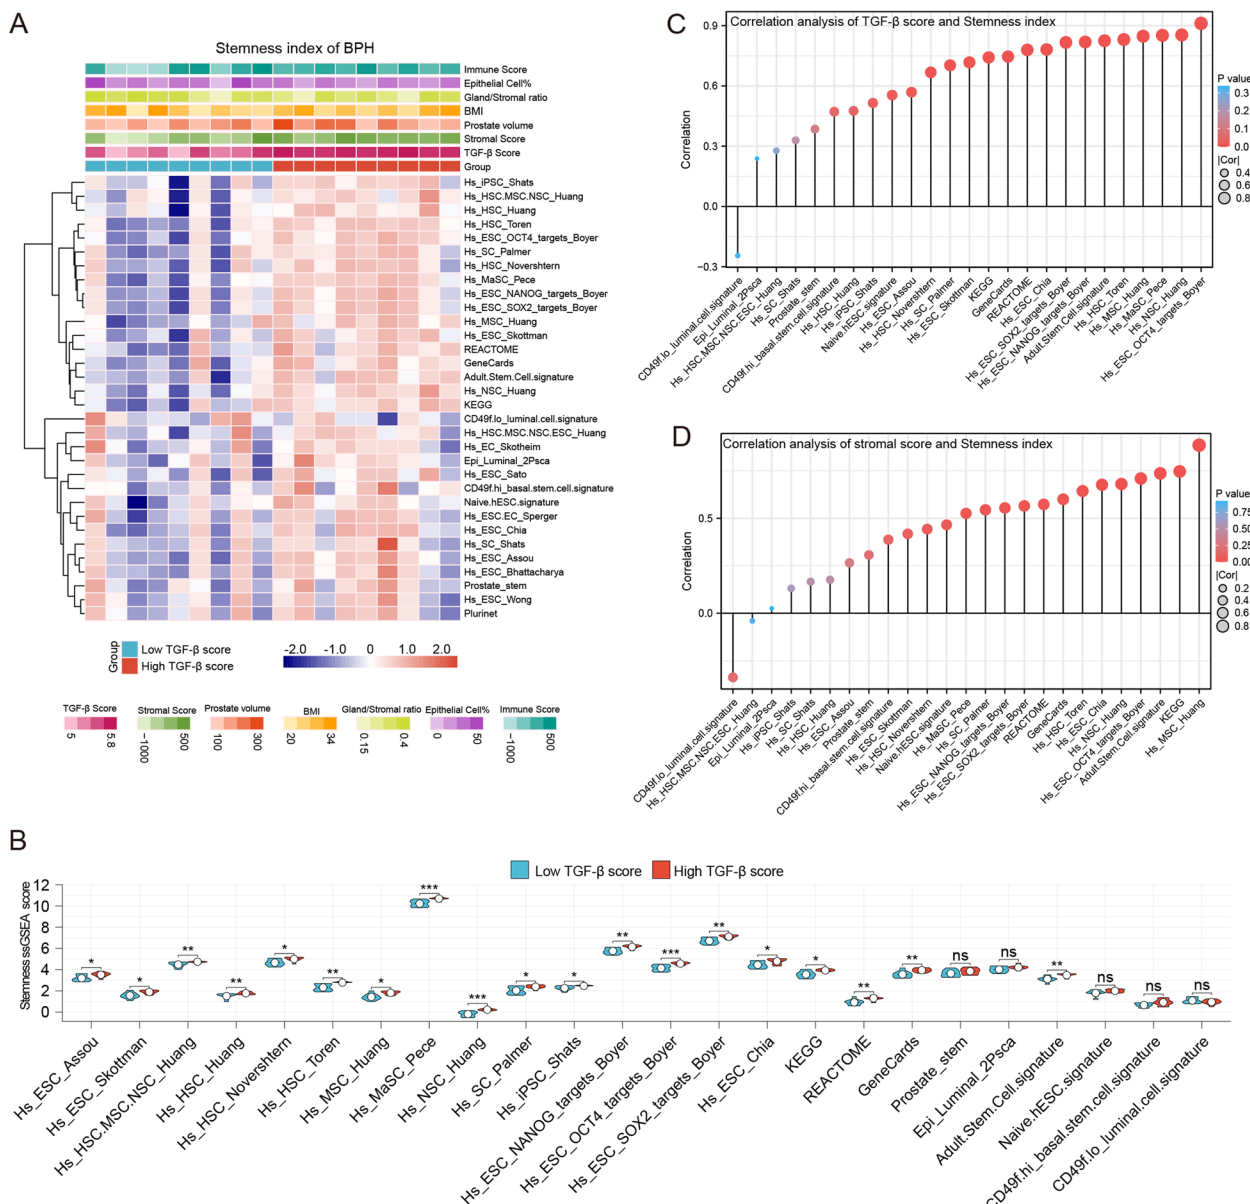 A
Stemness index of BPH
Immune Score
Epithelial Cell%
Gland/Stromal ratio
BMI
Prostate volume
Stromal Score
TGF-β Score
Group
Hs_iPSC_Shats
Hs_HSC.MSC.NSC_Huang
Hs_HSC_Huang
Hs_HSC_Toren
Hs_ESC_OCT4_targets_Boyer
Hs_SC_Palmer
Hs_HSC_Novershtern
Hs_MaSC_Pece
Hs_ESC_NANOG_targets_Boyer
Hs_ESC_SOX2_targets_Boyer
Hs_MSC_Huang
Hs_ESC_Skottman
REACTOME
GeneCards
Adult.Stem.Cell.signature
Hs_NSC_Huang
KEGG
CD49f.lo_luminal.cell.signature
Hs_HSC.MSC.NSC.ESC_Huang
Hs_EC_Skotheim
Epi_Luminal_2Psca
Hs_ESC_Sato
CD49f.hi_basal.stem.cell.signature
Naive.hESC.signature
Hs_ESC.EC_Sperger
Hs_ESC_Chia
Hs_SC_Shats
Hs_ESC_Assou
Hs_ESC_Bhattacharya
Prostate_stem
Hs_ESC_Wong
Plurinet
Group
Low TGF-β score
High TGF-β score
-2.0 -1.0 0 1.0 2.0
TGF-β Score
5 5.8
Stromal Score
-1000 500
Prostate volume
100 300
BMI
20 34
Gland/Stromal ratio
0.15 0.4
Epithelial Cell%
0 50
Immune Score
-1000 500
C
Correlation analysis of TGF-β score and Stemness index
Correlation
0.9
0.6
0.3
0.0
−0.3
CD49f.lo_luminal.cell.signature
Epi_Luminal_2Psca
Hs_HSC.MSC.NSC.ESC_Huang
Hs_SC_Shats
Prostate_stem
CD49f.hi_basal.stem.cell.signature
Hs_HSC_Huang
Hs_iPSC_Shats
Naive.hESC.signature
Hs_ESC_Assou
Hs_HSC_Novershtern
Hs_SC_Palmer
Hs_ESC_Skottman
KEGG
GeneCards
REACTOME
Hs_ESC_Chia
Hs_ESC_SOX2_targets_Boyer
Hs_ESC_NANOG_targets_Boyer
Adult.Stem.Cell.signature
Hs_HSC_Toren
Hs_MSC_Huang
Hs_MaSC_Pece
Hs_NSC_Huang
Hs_ESC_OCT4_targets_Boyer
P value
0.3
0.2
0.1
0.0
|Cor|
0.4
0.6
0.8
D
Correlation analysis of stromal score and Stemness index
Correlation
0.5
0.0
CD49f.lo_luminal.cell.signature
Hs_HSC.MSC.NSC.ESC_Huang
Epi_Luminal_2Psca
Hs_iPSC_Shats
Hs_SC_Shats
Hs_HSC_Huang
Hs_ESC_Assou
Prostate_stem
CD49f.hi_basal.stem.cell.signature
Hs_ESC_Skottman
Hs_HSC_Novershtern
Naive.hESC.signature
Hs_MaSC_Pece
Hs_SC_Palmer
Hs_ESC_NANOG_targets_Boyer
Hs_ESC_SOX2_targets_Boyer
REACTOME
GeneCards
Hs_HSC_Toren
Hs_ESC_Chia
Hs_NSC_Huang
Hs_ESC_OCT4_targets_Boyer
Adult.Stem.Cell.signature
KEGG
Hs_MSC_Huang
P value
0.75
0.50
0.25
0.00
|Cor|
0.2
0.4
0.6
0.8
B
Low TGF-β score High TGF-β score
Stemness ssGSEA score
12
10
8
6
4
2
0
* * ** ** * ** * *** *** * * ** *** ** * * ** ** ns ns ** ns ns ns
Hs_ESC_Assou
Hs_ESC_Skottman
Hs_HSC.MSC.NSC_Huang
Hs_HSC_Huang
Hs_HSC_Novershtern
Hs_HSC_Toren
Hs_MSC_Huang
Hs_MaSC_Pece
Hs_NSC_Huang
Hs_SC_Palmer
Hs_iPSC_Shats
Hs_ESC_NANOG_targets_Boyer
Hs_ESC_OCT4_targets_Boyer
Hs_ESC_SOX2_targets_Boyer
Hs_ESC_Chia
KEGG
REACTOME
GeneCards
Prostate_stem
Epi_Luminal_2Psca
Adult.Stem.Cell.signature
Naive.hESC.signature
CD49f.hi_basal.stem.cell.signature
CD49f.lo_luminal.cell.signature